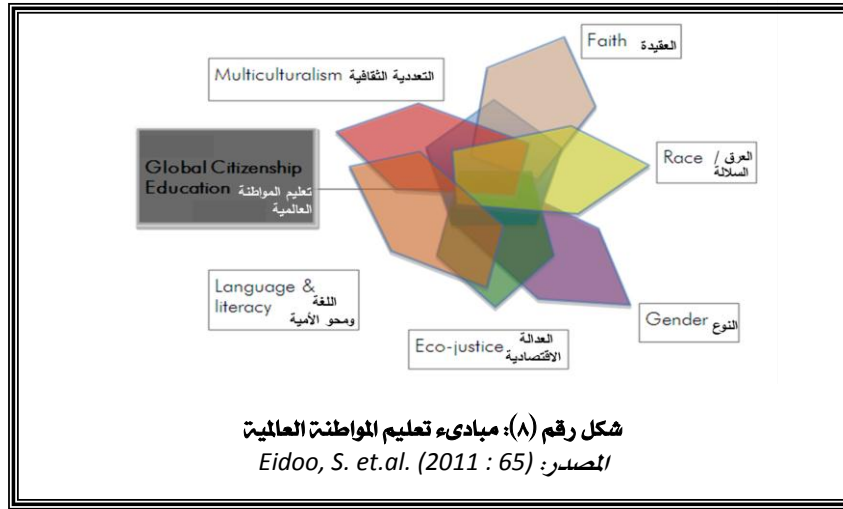 Faith العقيدة
Multiculturalism التعددية الثقافية
Global Citizenship
Education تعليم المواطنة
العالمية
Race / العرق
السلالة
Language &
literacy اللغة
ومحو الأمية
Gender النوع
Eco-justice العدالة
الاقتصادية
شكل رقم (٨): مبادىء تعليم المواطنة العالمية
المصدر: Eidoo, S. et.al. (2011 : 65)